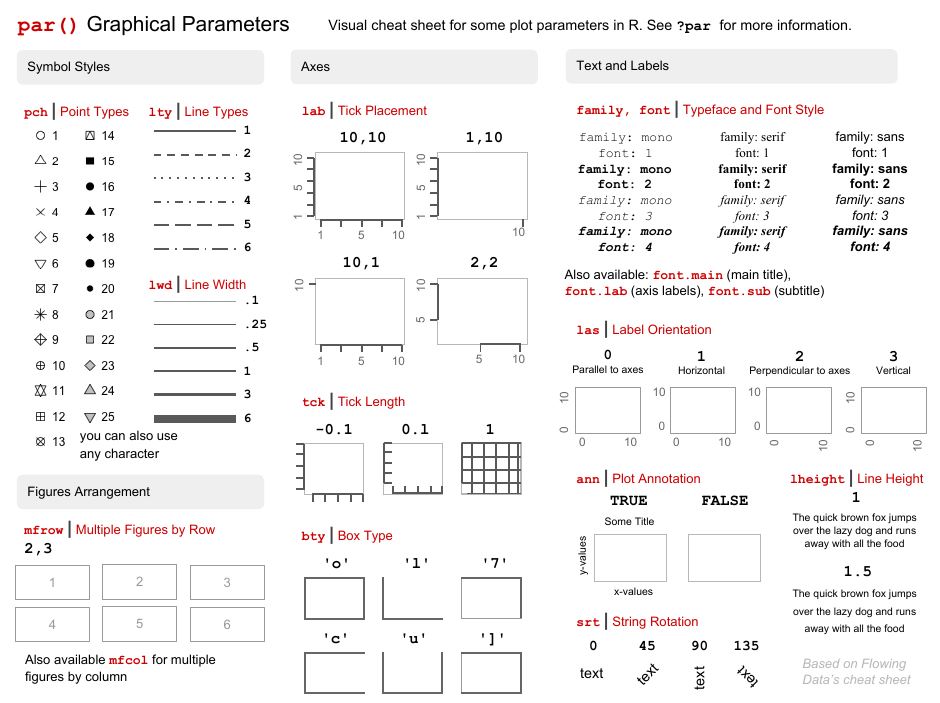 par() Graphical Parameters
Visual cheat sheet for some plot parameters in R. See ?par for more information.
Symbol Styles
pch | Point Types
1
2
3
4
5
6
7
8
9
10
11
12
13
14
15
16
17
18
19
20
21
22
23
24
25
you can also use
any character
lty | Line Types
1
2
3
4
5
6
lwd | Line Width
.1
.25
.5
1
3
6
Figures Arrangement
mfrow | Multiple Figures by Row
2,3
1 2 3
4 5 6
Also available mfcol for multiple
figures by column
Axes
lab | Tick Placement
10,10
10
5
1
1 5 10
1,10
10
5
1
10
10,1
10
1 5 10
2,2
5
5 10
tck | Tick Length
-0.1 0.1 1
bty | Box Type
'o' 'l' '7'
'c' 'u' ']'
Text and Labels
family, font | Typeface and Font Style
family: mono
font: 1
family: mono
font: 2
family: mono
font: 3
family: mono
font: 4
family: serif
font: 1
family: serif
font: 2
family: serif
font: 3
family: serif
font: 4
family: sans
font: 1
family: sans
font: 2
family: sans
font: 3
family: sans
font: 4
Also available: font.main (main title),
font.lab (axis labels), font.sub (subtitle)
las | Label Orientation
0
Parallel to axes
10
0
0 10
1
Horizontal
10
0
0 10
2
Perpendicular to axes
10
0
0 10
3
Vertical
10
0
0 10
ann | Plot Annotation
TRUE FALSE
Some Title
y-values
x-values
lheight | Line Height
1
The quick brown fox jumps
over the lazy dog and runs
away with all the food
1.5
The quick brown fox jumps
over the lazy dog and runs
away with all the food
srt | String Rotation
0 45 90 135
text text text text
Based on Flowing
Data's cheat sheet